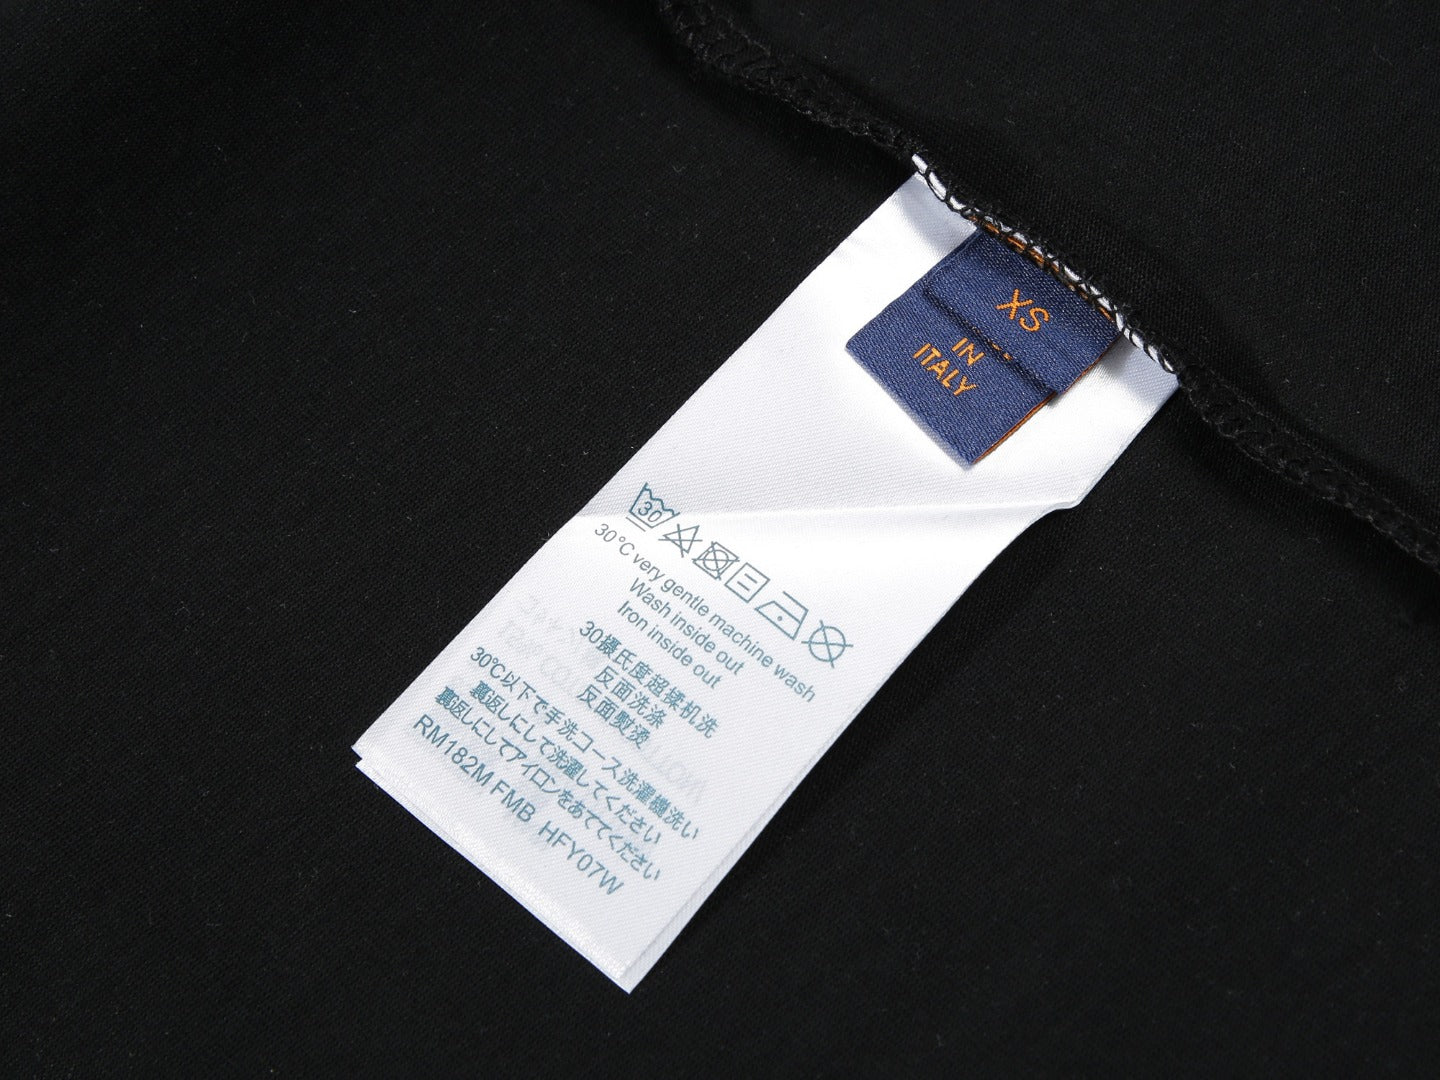 XS
IN
ITALY
30
30°C very gentle machine wash
Wash inside out
Iron inside out
30摄氏度超揉机洗
反面洗涤
反面熨烫
30℃以下で手洗コース洗濯機洗い
裏返しにして洗濯してください
裏返しにしてアイロンをあててください
RM182M FMB HFY07W